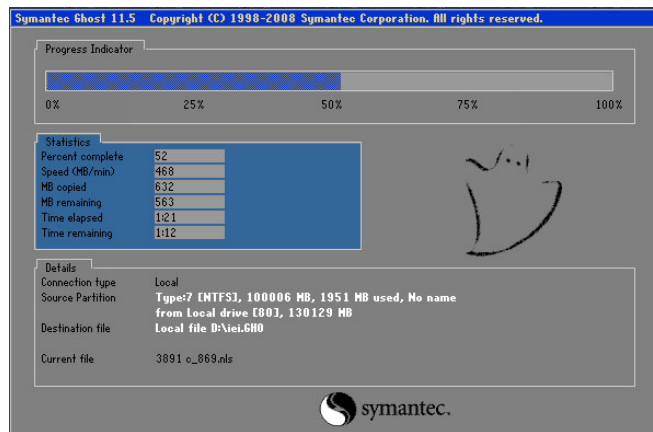 Symantec Ghost 11.5 Copyright (C) 1998-2008 Symantec Corporation. All rights reserved.
Progress Indicator
0% 25% 50% 75% 100%
Statistics
Percent complete 52
Speed (MB/min) 468
MB copied 632
MB remaining 563
Time elapsed 1:21
Time remaining 1:12
Details
Connection type Local
Source Partition Type:7 [NTFS], 100006 MB, 1951 MB used, No name
from Local drive [80], 130129 MB
Destination file Local file D:\iei.GHO
Current file 3891 c_869.nls
symantec.